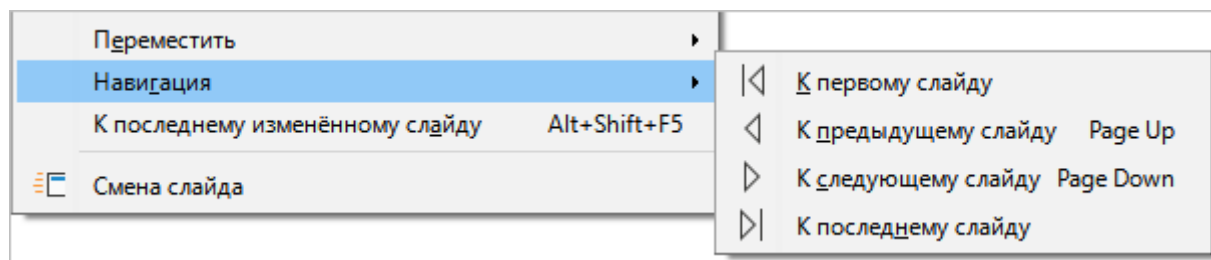 Переместить
Навигация
К последнему изменённому слайду Alt+Shift+F5
Смена слайда
К первому слайду
К предыдущему слайду Page Up
К следующему слайду Page Down
К последнему слайду